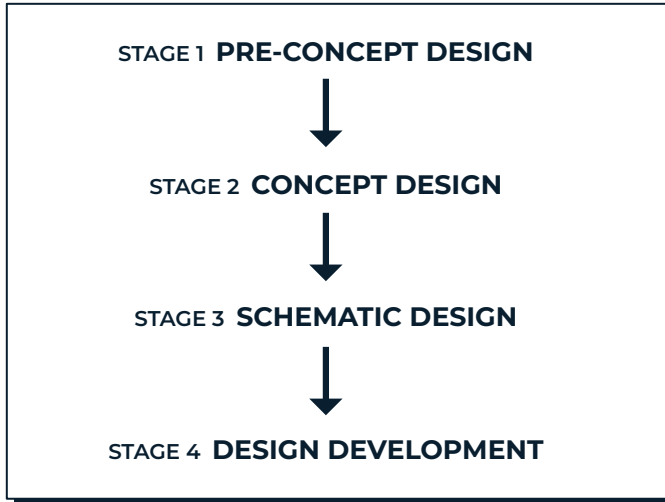 STAGE 1 PRE-CONCEPT DESIGN
STAGE 2 CONCEPT DESIGN
STAGE 3 SCHEMATIC DESIGN
STAGE 4 DESIGN DEVELOPMENT